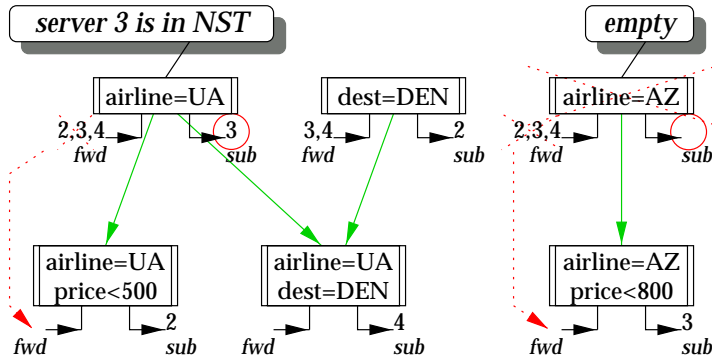 server 3 is in NST
empty
airline=UA
dest=DEN
airline=AZ
2,3,4
3
3,4
2
2,3,4
fwd
sub
fwd
sub
fwd
sub
airline=UA
price<500
airline=UA
dest=DEN
airline=AZ
price<800
2
4
3
fwd
sub
fwd
sub
fwd
sub